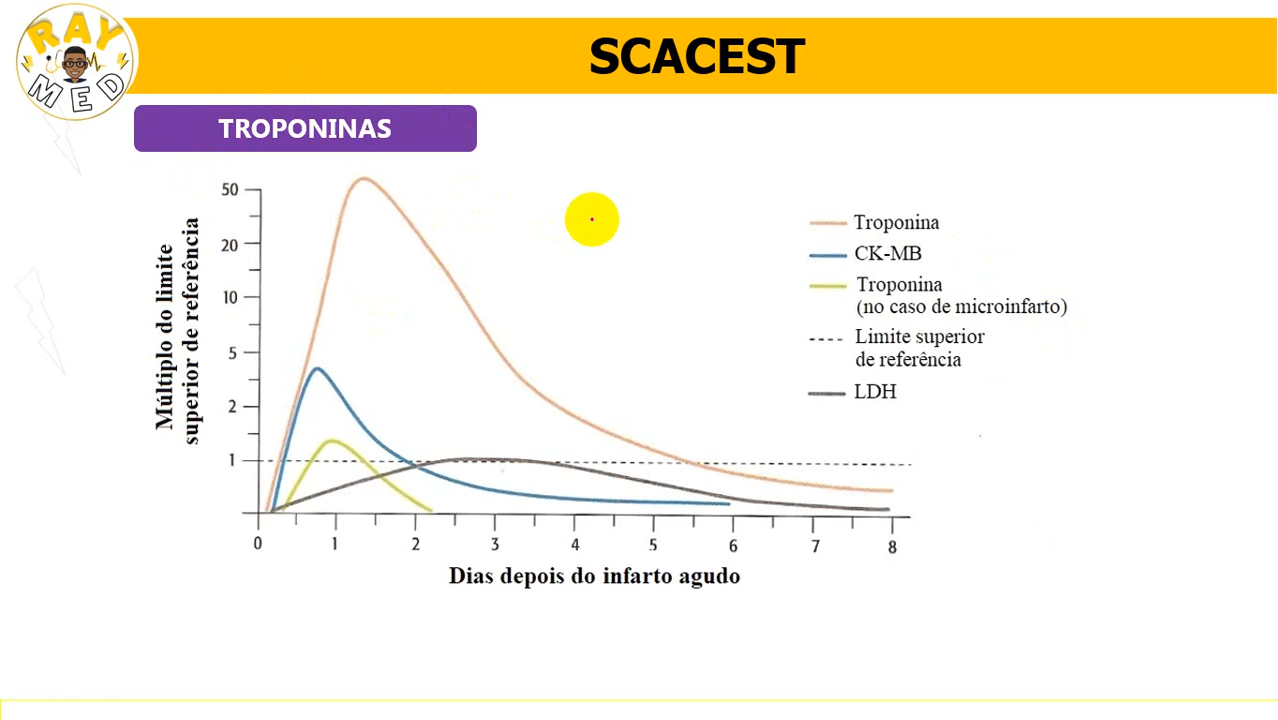 RAY
MED
SCACEST
TROPONINAS
Múltiplo do limite
superior de referência
50
20
10
5
2
1
0
1
2
3
4
5
6
7
8
Dias depois do infarto agudo
Troponina
CK-MB
Troponina
(no caso de microinfarto)
Limite superior
de referência
LDH